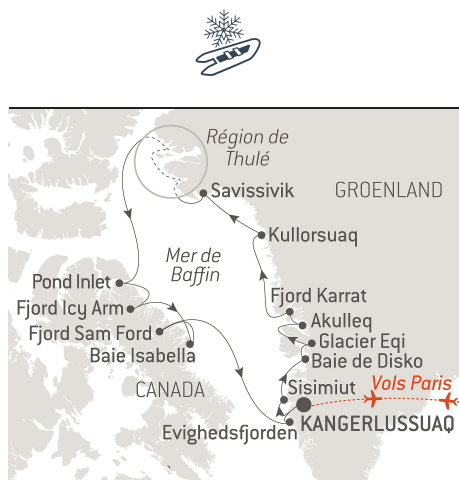 Région de
Thulé
Savissivik
GROENLAND
Kullorsuaq
Mer de
Baffin
Pond Inlet
Fjord Karrat
Fjord Icy Arm
Akulleq
Fjord Sam Ford
Glacier Eqi
Baie Isabella
Baie de Disko
CANADA
Sisimiut
Vols Paris
KANGERLUSSUAQ
Evighedsfjorden